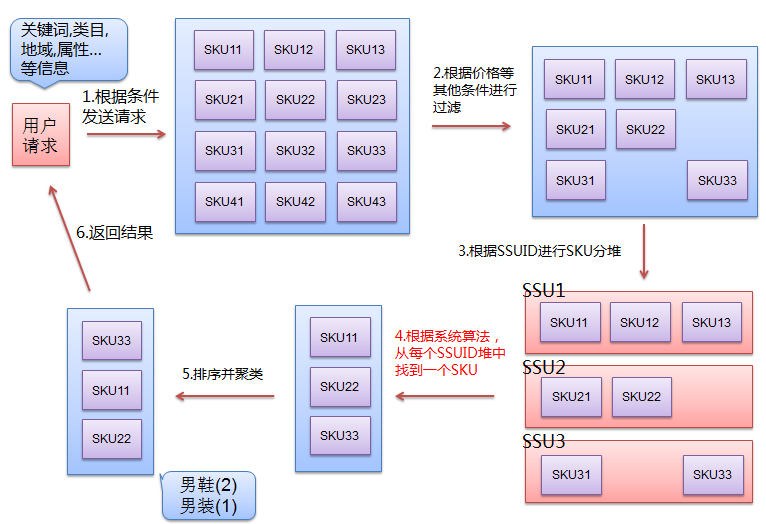 关键词,类目,
地域,属性...
等信息
用户
请求
1.根据条件
发送请求
SKU11 SKU12 SKU13
SKU21 SKU22 SKU23
SKU31 SKU32 SKU33
SKU41 SKU42 SKU43
2.根据价格等
其他条件进行
过滤
SKU11 SKU12 SKU13
SKU21 SKU22
SKU31 SKU33
3.根据SSUID进行SKU分堆
SSU1
SKU11 SKU12 SKU13
SSU2
SKU21 SKU22
SSU3
SKU31 SKU33
4.根据系统算法，
从每个SSUID堆中
找到一个SKU
SKU11
SKU22
SKU33
5.排序并聚类
SKU33
SKU11
SKU22
男鞋(2)
男装(1)
6.返回结果